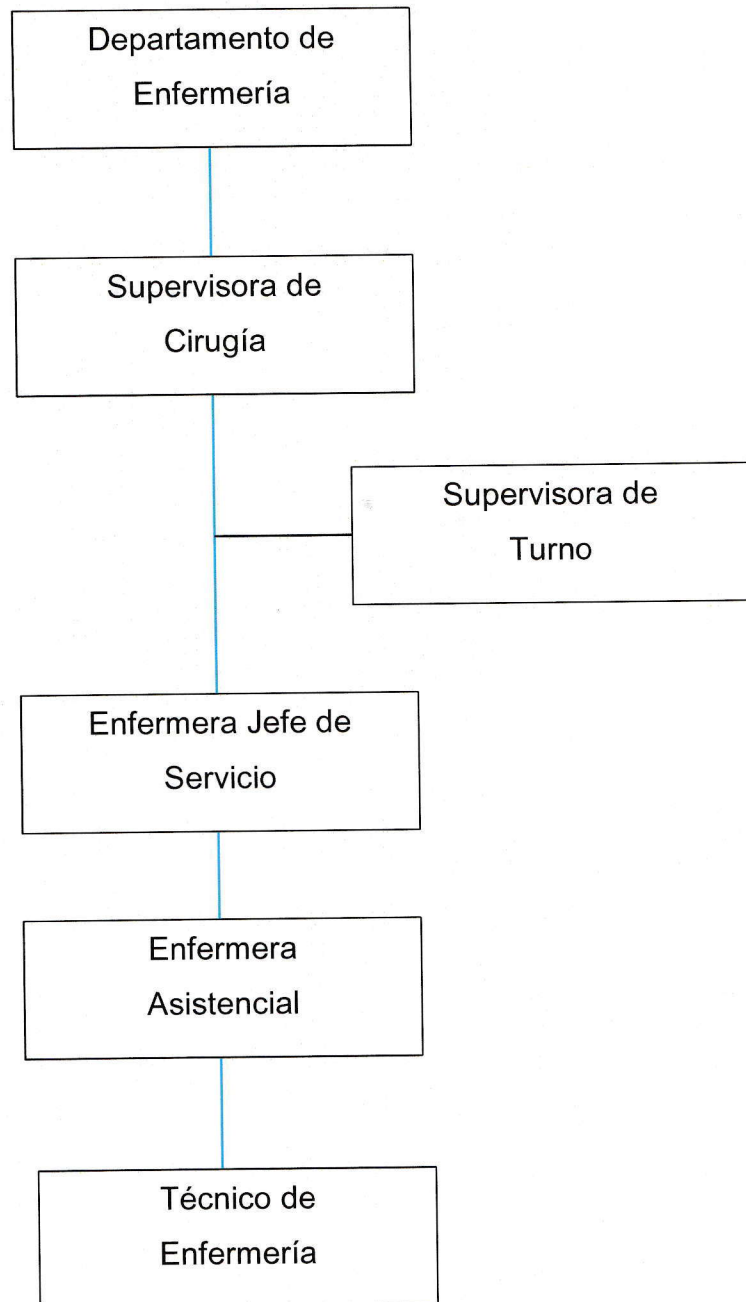 Departamento de
Enfermería
Supervisora de
Cirugía
Supervisora de
Turno
Enfermera Jefe de
Servicio
Enfermera
Asistencial
Técnico de
Enfermería